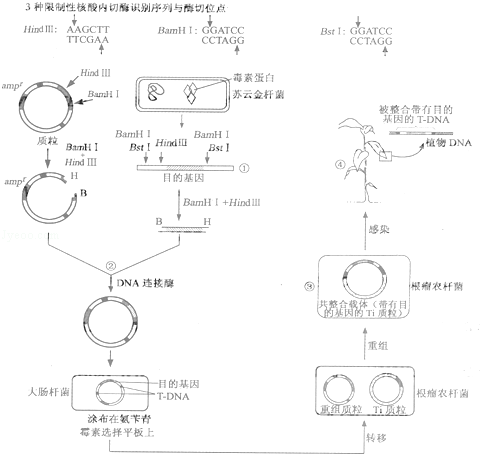 3种限制性核酸内切酶识别序列与酶切位点
HindⅢ: AAGCTT
TTCGAA
BamHⅠ: GGATCC
CCTAGG
BstⅠ: GGATCC
CCTAGG
HindⅢ
ampʳ
BamHⅠ
质粒
毒素蛋白
苏云金杆菌
BamHⅠ
BstⅠ
HindⅢ
BamHⅠ
BstⅠ
目的基因
①
BamHⅠ
+
HindⅢ
ampʳ
H
B
BamHⅠ+HindⅢ
B
H
②
DNA连接酶
大肠杆菌
目的基因
T-DNA
涂布在氨苄青
霉素选择平板上
转移
重组质粒
Ti质粒
根瘤农杆菌
重组
③
共整合载体(带有目
的基因的Ti质粒)
根瘤农杆菌
感染
④
被整合带有目的
基因的T-DNA
植物DNA